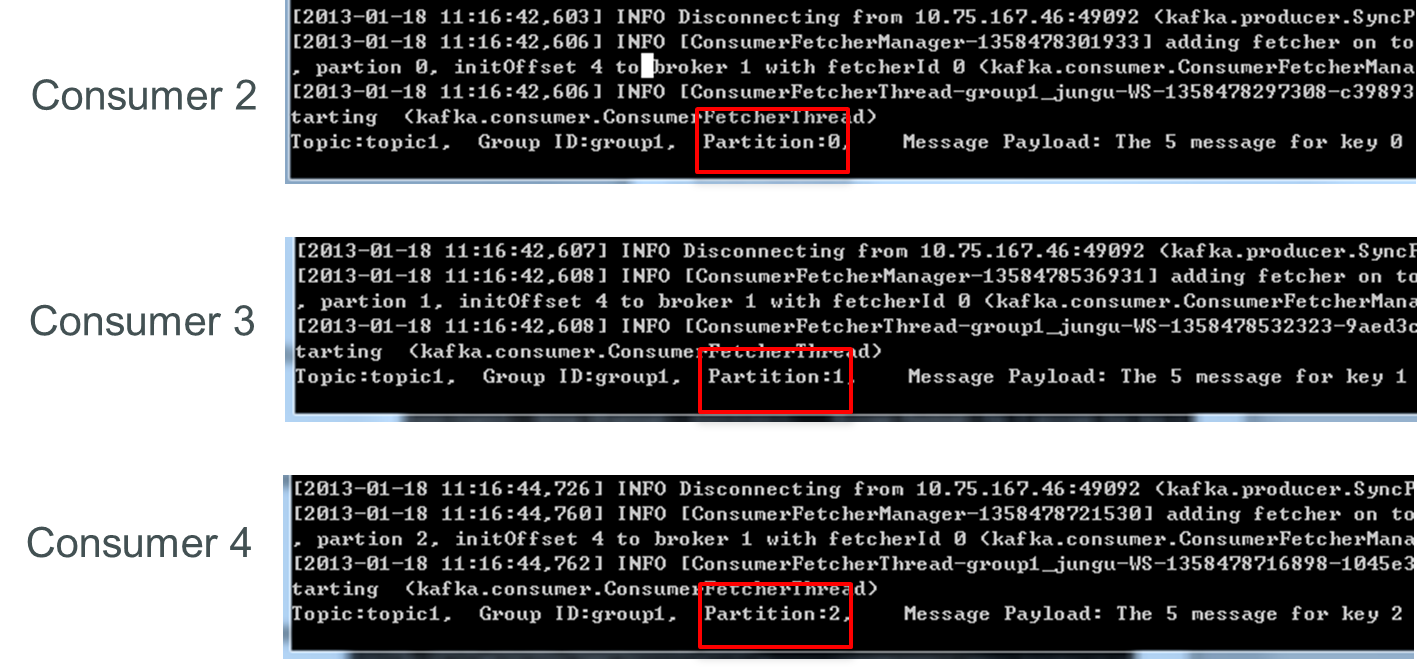 Consumer 2
[2013-01-18 11:16:42,603] INFO Disconnecting from 10.75.167.46:49092 (kafka.producer.SyncP
[2013-01-18 11:16:42,606] INFO [ConsumerFetcherManager-1358478301933] adding fetcher on to
, partion 0, initOffset 4 to broker 1 with fetcherId 0 (kafka.consumer.ConsumerFetcherMana
[2013-01-18 11:16:42,606] INFO [ConsumerFetcherThread-group1_jungu-WS-1358478297308-c39893
tarting (kafka.consumer.ConsumerFetcherThread)
Topic:topic1, Group ID:group1, Partition:0, Message Payload: The 5 message for key 0
Consumer 3
[2013-01-18 11:16:42,607] INFO Disconnecting from 10.75.167.46:49092 (kafka.producer.SyncP
[2013-01-18 11:16:42,608] INFO [ConsumerFetcherManager-1358478536931] adding fetcher on to
, partion 1, initOffset 4 to broker 1 with fetcherId 0 (kafka.consumer.ConsumerFetcherMana
[2013-01-18 11:16:42,608] INFO [ConsumerFetcherThread-group1_jungu-WS-1358478532323-9aed3c
tarting (kafka.consumer.ConsumerFetcherThread)
Topic:topic1, Group ID:group1, Partition:1, Message Payload: The 5 message for key 1
Consumer 4
[2013-01-18 11:16:44,726] INFO Disconnecting from 10.75.167.46:49092 (kafka.producer.SyncP
[2013-01-18 11:16:44,760] INFO [ConsumerFetcherManager-1358478721530] adding fetcher on to
, partion 2, initOffset 4 to broker 1 with fetcherId 0 (kafka.consumer.ConsumerFetcherMana
[2013-01-18 11:16:44,762] INFO [ConsumerFetcherThread-group1_jungu-WS-1358478716898-1045e3
tarting (kafka.consumer.ConsumerFetcherThread)
Topic:topic1, Group ID:group1, Partition:2, Message Payload: The 5 message for key 2